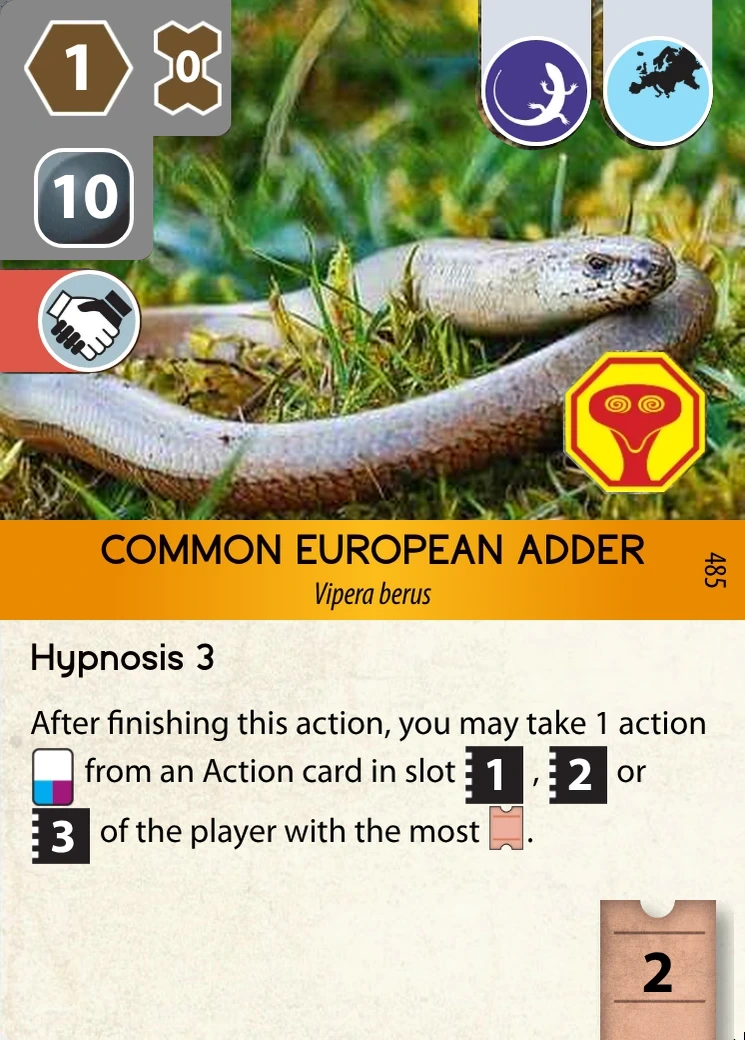 1
0
10
COMMON EUROPEAN ADDER
Vipera berus
485
Hypnosis 3
After finishing this action, you may take 1 action
from an Action card in slot 1 , 2 or
3 of the player with the most .
2